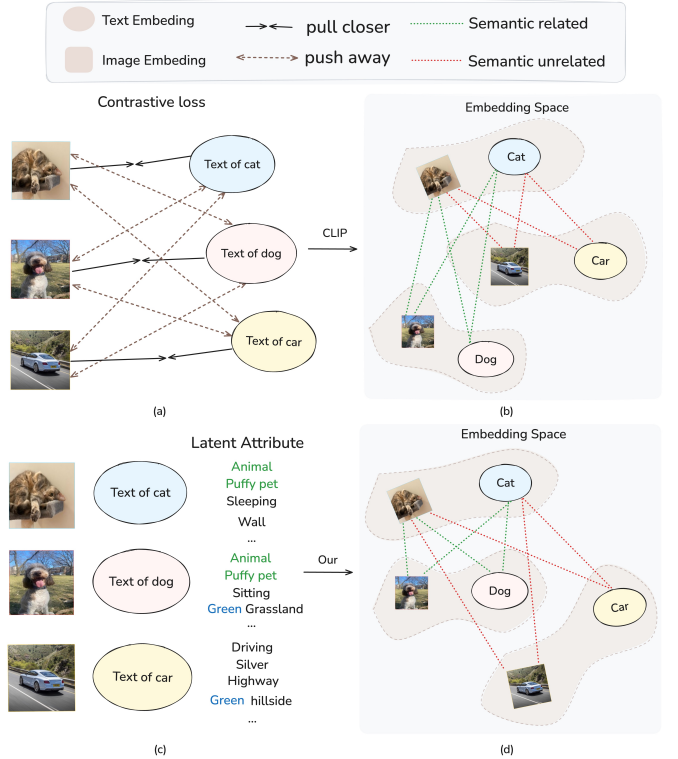 Text Embeding
pull closer
Semantic related
Image Embeding
push away
Semantic unrelated
Contrastive loss
Embedding Space
Text of cat
Cat
Text of dog
CLIP
Car
Text of car
Dog
(a)
(b)
Latent Attribute
Embedding Space
Animal
Puffy pet
Text of cat
Sleeping
Cat
Wall
...
Animal
Our
Puffy pet
Text of dog
Sitting
Dog
Green Grassland
Car
...
Driving
Silver
Text of car
Highway
Green hillside
...
(c)
(d)